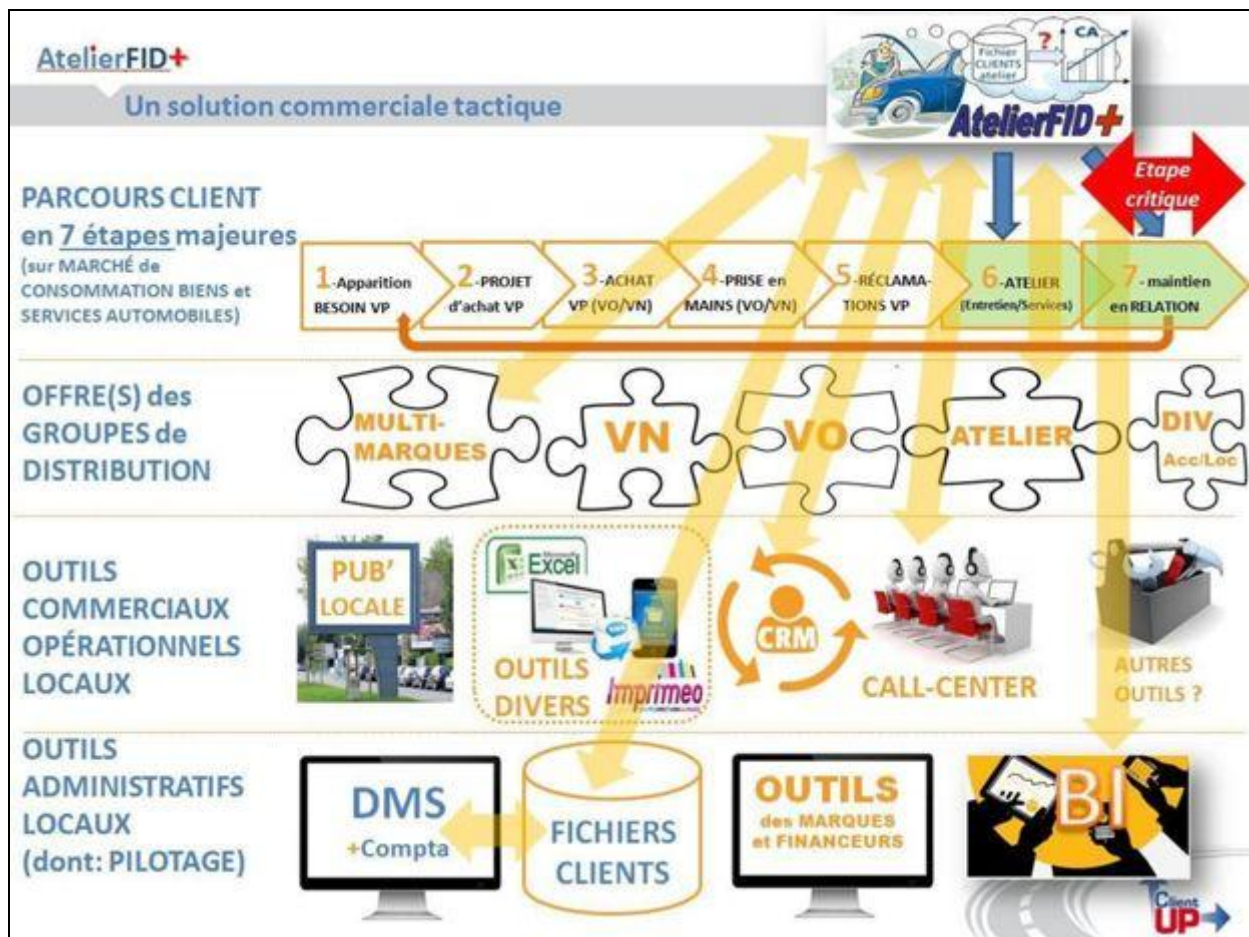 AtelierFID+
Un solution commerciale tactique
Fichier
CLIENTS
atelier
?
CA
AtelierFID+
Etape
critique
PARCOURS CLIENT
en 7 étapes majeures
(sur MARCHÉ de
CONSOMMATION BIENS et
SERVICES AUTOMOBILES)
1-Apparition
BESOIN VP
2-PROJET
d'achat VP
3-ACHAT
VP (VO/VN)
4-PRISE en
MAINS (VO/VN)
5-RÉCLAMA-
TIONS VP
6-ATELIER
(Entretien/Services)
7-maintien
en RELATION
OFFRE(S) des
GROUPES de
DISTRIBUTION
MULTI-
MARQUES
VN
VO
ATELIER
DIV
Acc/Loc
OUTILS
COMMERCIAUX
OPÉRATIONNELS
LOCAUX
PUB'
LOCALE
Microsoft
Excel
OUTILS
DIVERS
Imprimeo
CRM
CALL-CENTER
AUTRES
OUTILS ?
OUTILS
ADMINISTRATIFS
LOCAUX
(dont: PILOTAGE)
DMS
+Compta
FICHIERS
CLIENTS
OUTILS
des MARQUES
et FINANCEURS
BI
Client
UP